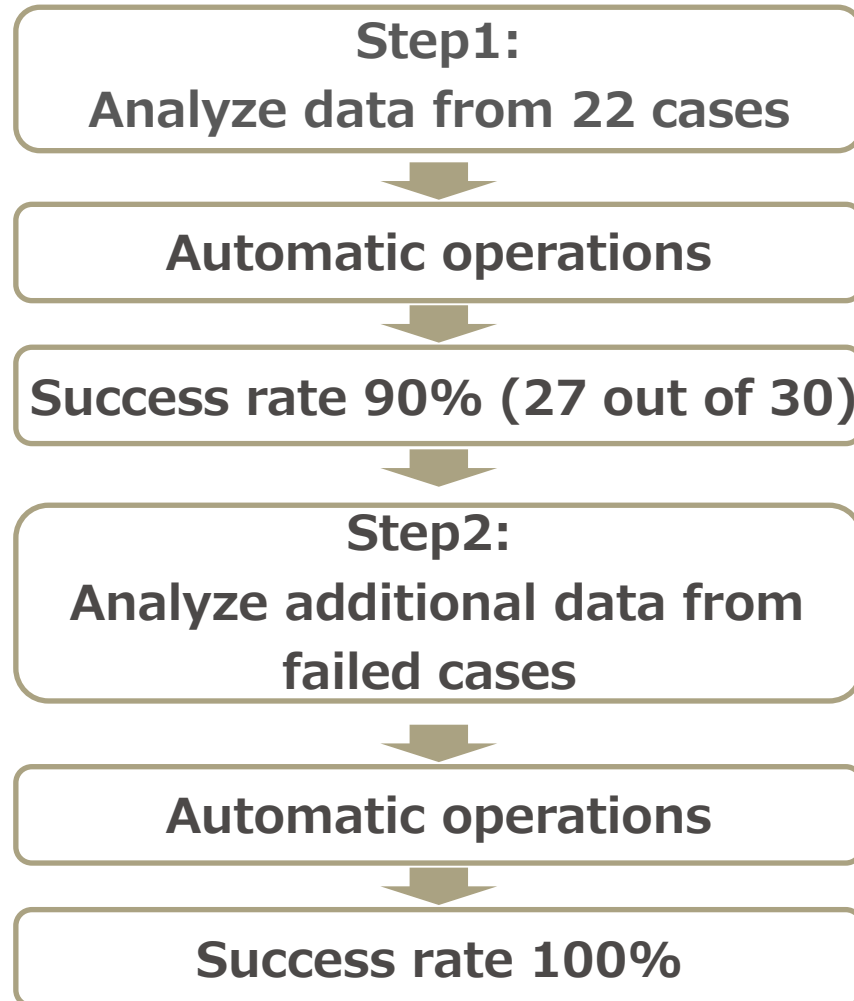 Step1:
Analyze data from 22 cases
Automatic operations
Success rate 90% (27 out of 30)
Step2:
Analyze additional data from
failed cases
Automatic operations
Success rate 100%